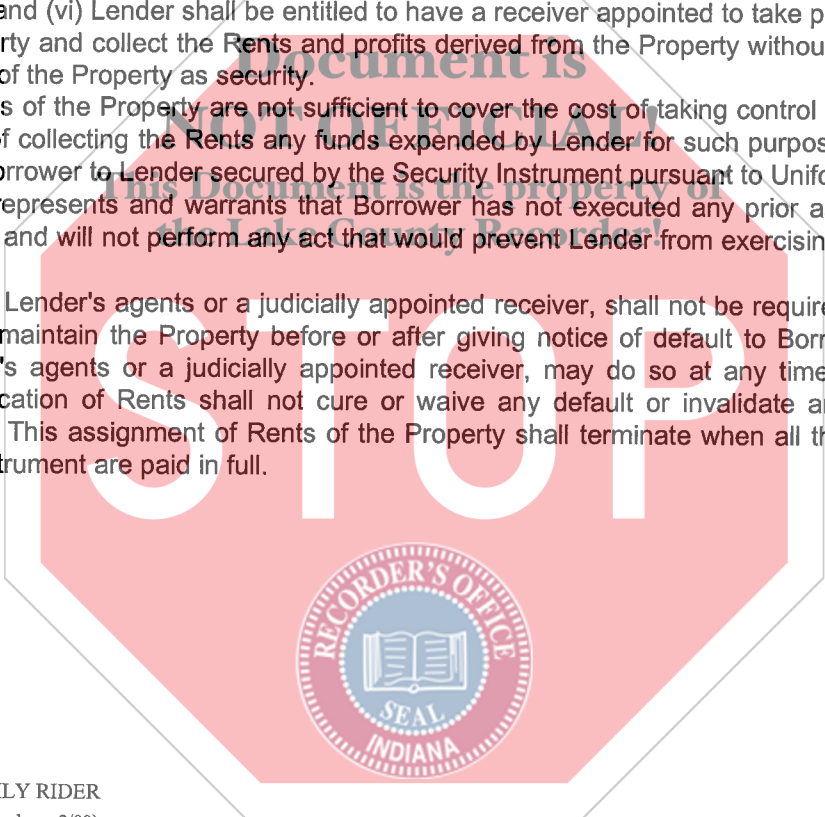 and (vi) Lender shall be entitled to have a receiver appointed to take p
rty and collect the Rents and profits derived from the Property withou
of the Property as security.
Document is
s of the Property are not sufficient to cover the cost of taking control
f collecting the Rents any funds expended by Lender for such purpos
NOT OFFICIAL!
orrower to Lender secured by the Security Instrument pursuant to Unifo
This Document is the property of
epresents and warrants that Borrower has not executed any prior a
and will not perform any act that would prevent Lender from exercisin
the Lake County Recorder!
Lender's agents or a judicially appointed receiver, shall not be require
maintain the Property before or after giving notice of default to Borr
's agents or a judicially appointed receiver, may do so at any time
cation of Rents shall not cure or waive any default or invalidate a
This assignment of Rents of the Property shall terminate when all th
trument are paid in full.
STOP
RECORDER'S OFFICE
SEAL
INDIANA
ILY RIDER